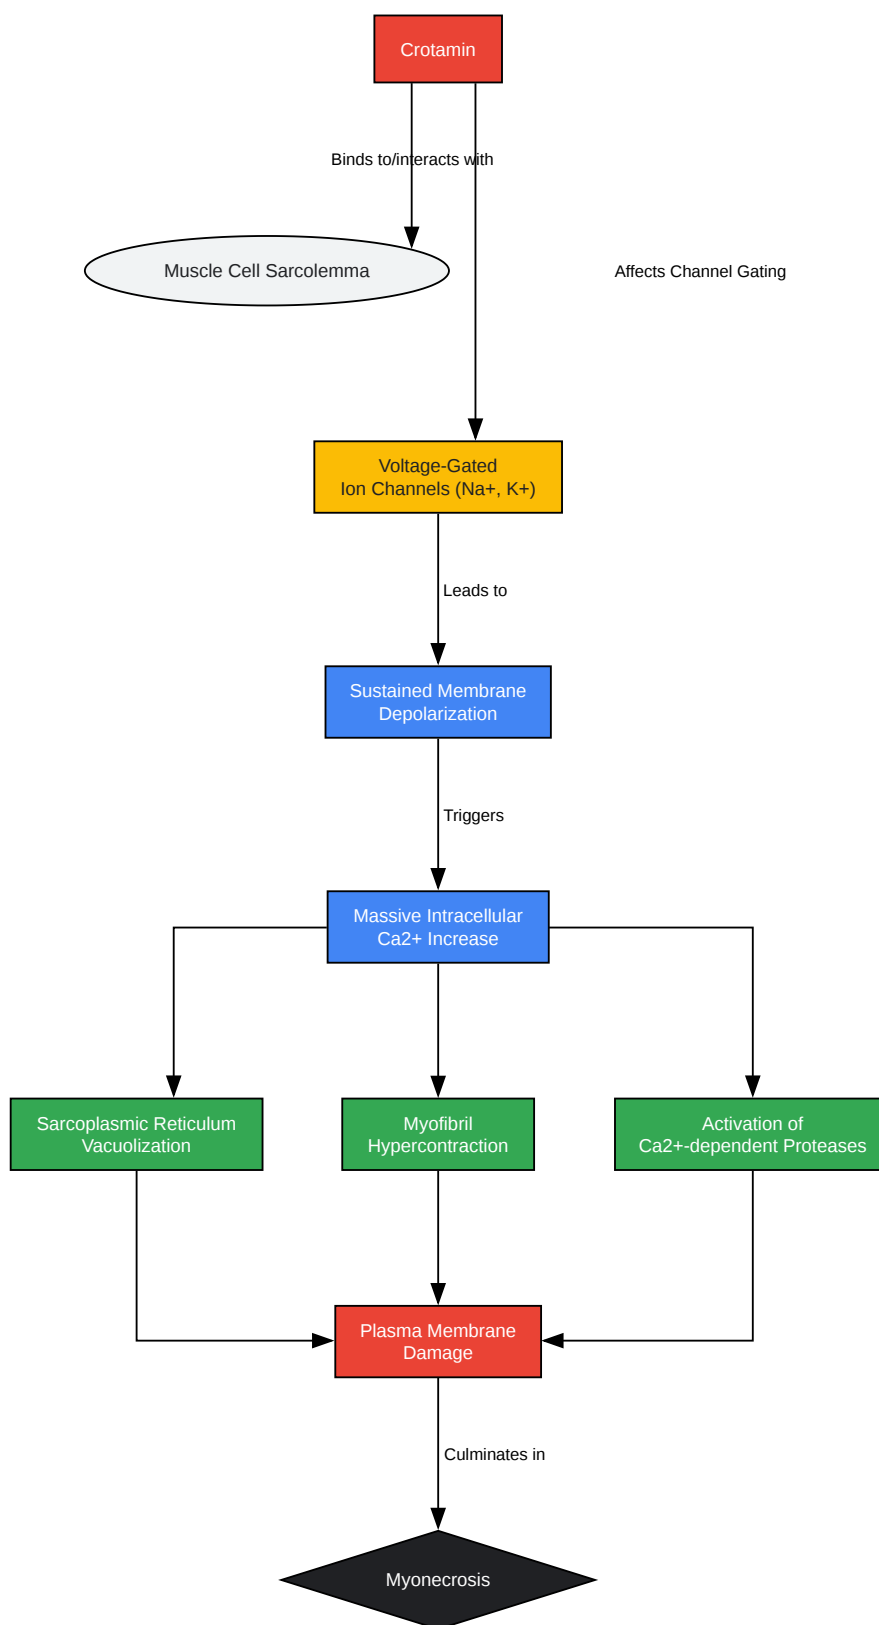 Crotamin
Binds to/interacts with
Muscle Cell Sarcolemma
Affects Channel Gating
Voltage-Gated
Ion Channels (Na+, K+)
Leads to
Sustained Membrane
Depolarization
Triggers
Massive Intracellular
Ca2+ Increase
Sarcoplasmic Reticulum
Vacuolization
Myofibril
Hypercontraction
Activation of
Ca2+-dependent Proteases
Plasma Membrane
Damage
Culminates in
Myonecrosis